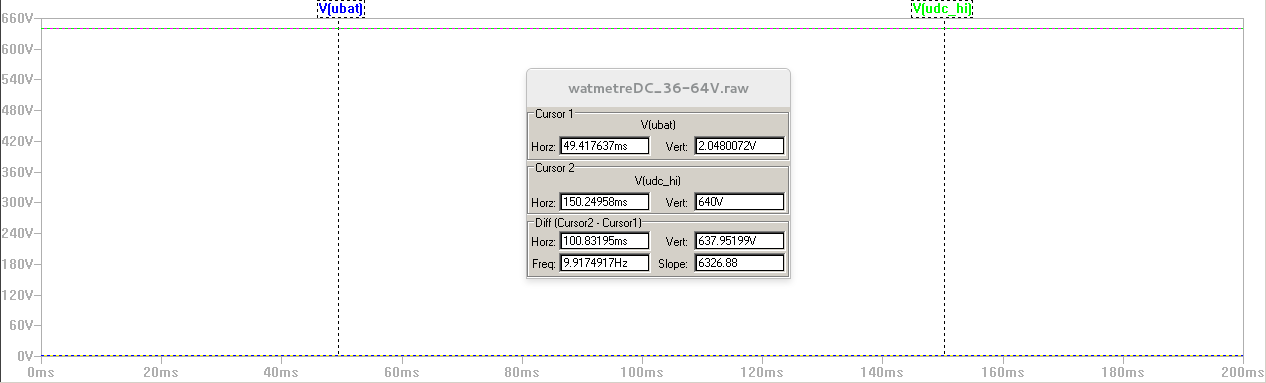 V(ubat) V(udc_hi)
660V
600V
540V
480V
420V
360V
300V
240V
180V
120V
60V
0V
0ms 20ms 40ms 60ms 80ms 100ms 120ms 140ms 160ms 180ms 200ms
watmetreDC_36-64V.raw
Cursor 1
V(ubat)
Horz: 49.417637ms Vert: 2.0480072V
Cursor 2
V(udc_hi)
Horz: 150.24958ms Vert: 640V
Diff (Cursor2 - Cursor1)
Horz: 100.83195ms Vert: 637.95199V
Freq: 9.9174917Hz Slope: 6326.88